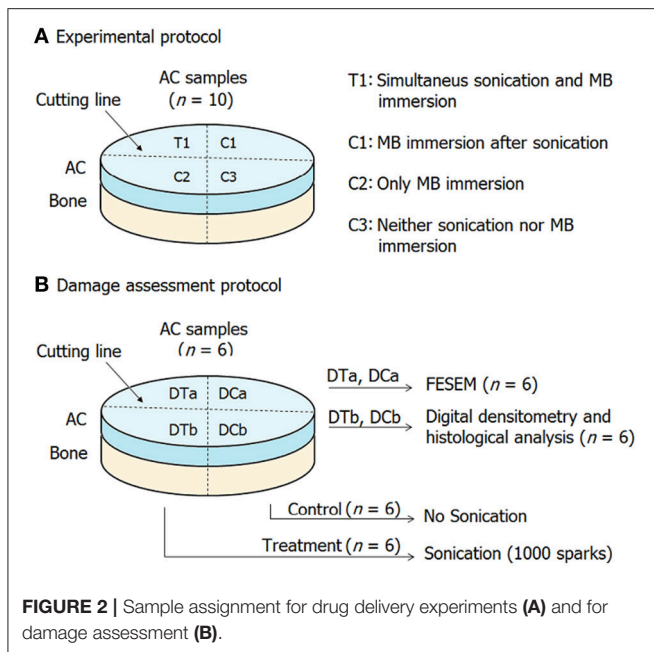 A Experimental protocol
AC samples
(n = 10)
Cutting line
T1
C1
C2
C3
AC
Bone
T1: Simultaneus sonication and MB
immersion
C1: MB immersion after sonication
C2: Only MB immersion
C3: Neither sonication nor MB
immersion
B Damage assessment protocol
AC samples
(n = 6)
Cutting line
DTa
DCa
DTb
DCb
AC
Bone
DTa, DCa
FESEM (n = 6)
DTb, DCb
Digital densitometry and
histological analysis (n = 6)
Control (n = 6)
No Sonication
Treatment (n = 6)
Sonication (1000 sparks)
FIGURE 2 | Sample assignment for drug delivery experiments (A) and for
damage assessment (B).